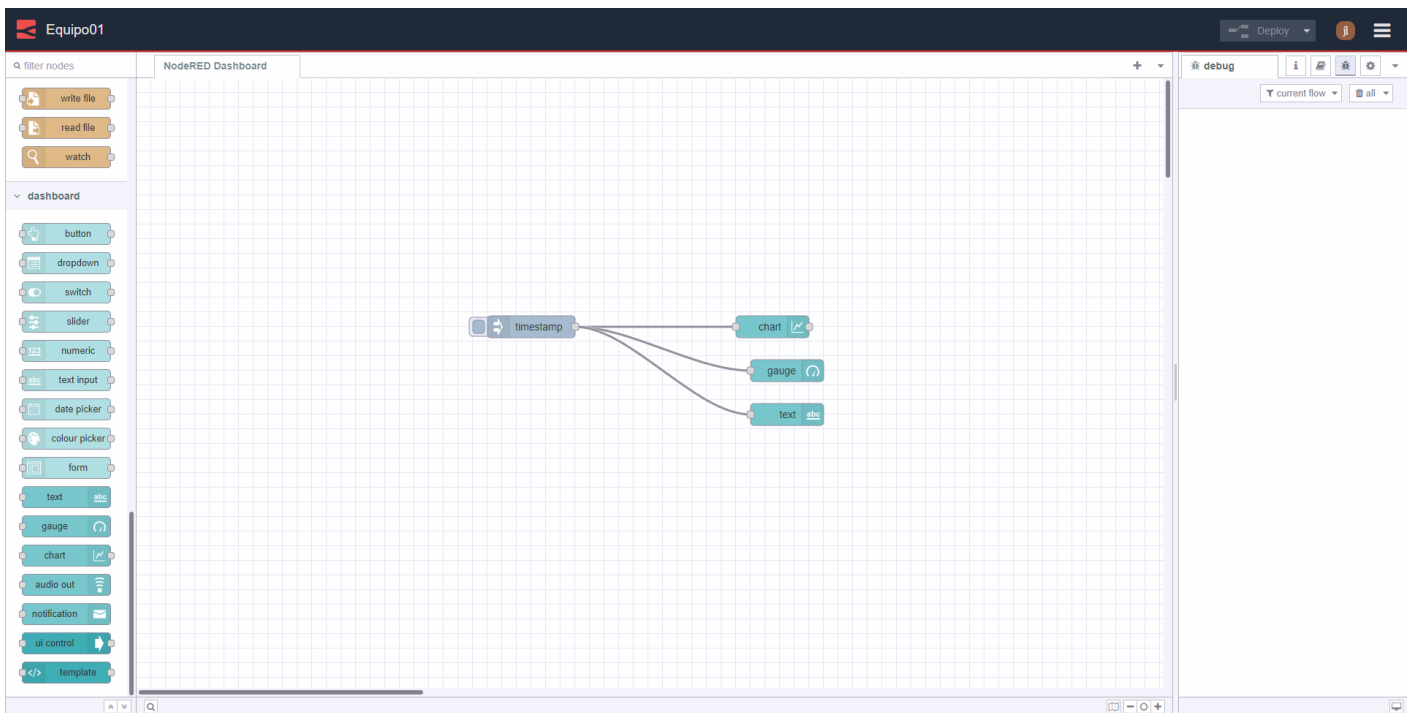 Equipo01
Deploy
jl
filter nodes
NodeRED Dashboard
debug
i
current flow
all
write file
read file
watch
dashboard
button
dropdown
switch
slider
123 numeric
abc text input
date picker
colour picker
form
text abc
gauge
chart
audio out
notification
ui control
</> template
timestamp
chart
gauge
text abc